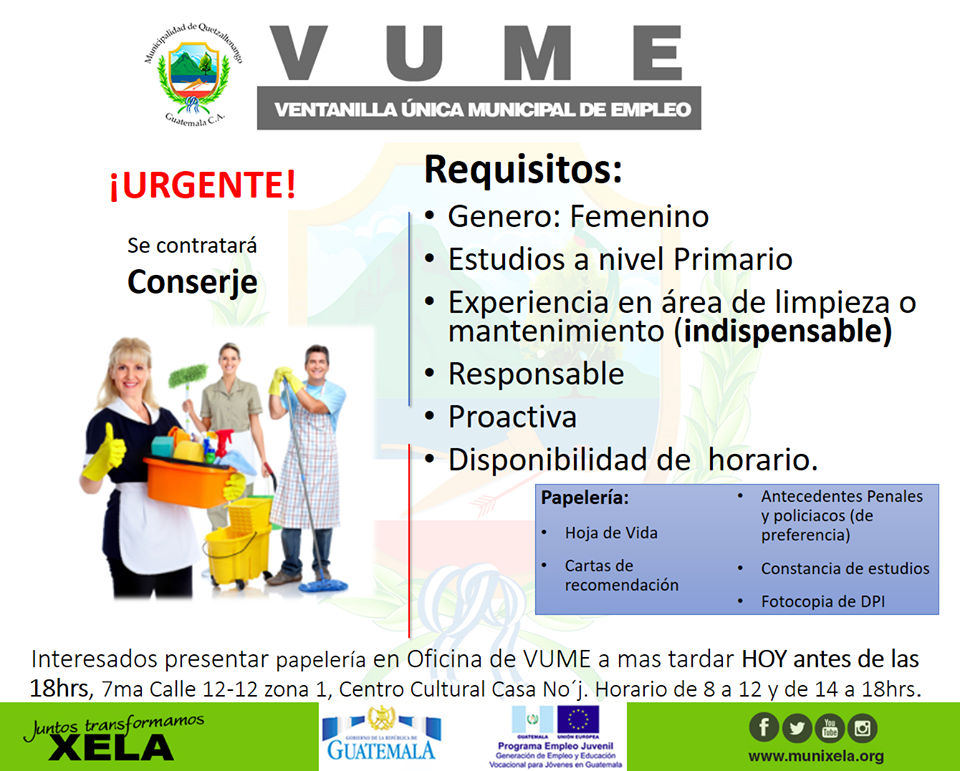 Municipalidad de Quetzaltenango
Guatemala C.A.
VUME
VENTANILLA ÚNICA MUNICIPAL DE EMPLEO
¡URGENTE!
Se contratará
Conserje
Requisitos:
• Genero: Femenino
• Estudios a nivel Primario
• Experiencia en área de limpieza o
mantenimiento (indispensable)
• Responsable
• Proactiva
• Disponibilidad de horario.
Papelería:
• Hoja de Vida
• Cartas de
recomendación
• Antecedentes Penales
y policiacos (de
preferencia)
• Constancia de estudios
• Fotocopia de DPI
Interesados presentar papelería en Oficina de VUME a mas tardar HOY antes de las
18hrs, 7ma Calle 12-12 zona 1, Centro Cultural Casa No´j. Horario de 8 a 12 y de 14 a 18hrs.
Juntos transformamos
XELA
GOBIERNO DE LA REPÚBLICA DE
GUATEMALA
GUATEMALA UNIÓN EUROPEA
Programa Empleo Juvenil
Generación de Empleo y Educación
Vocacional para Jóvenes en Guatemala
You
Tube
www.munixela.org